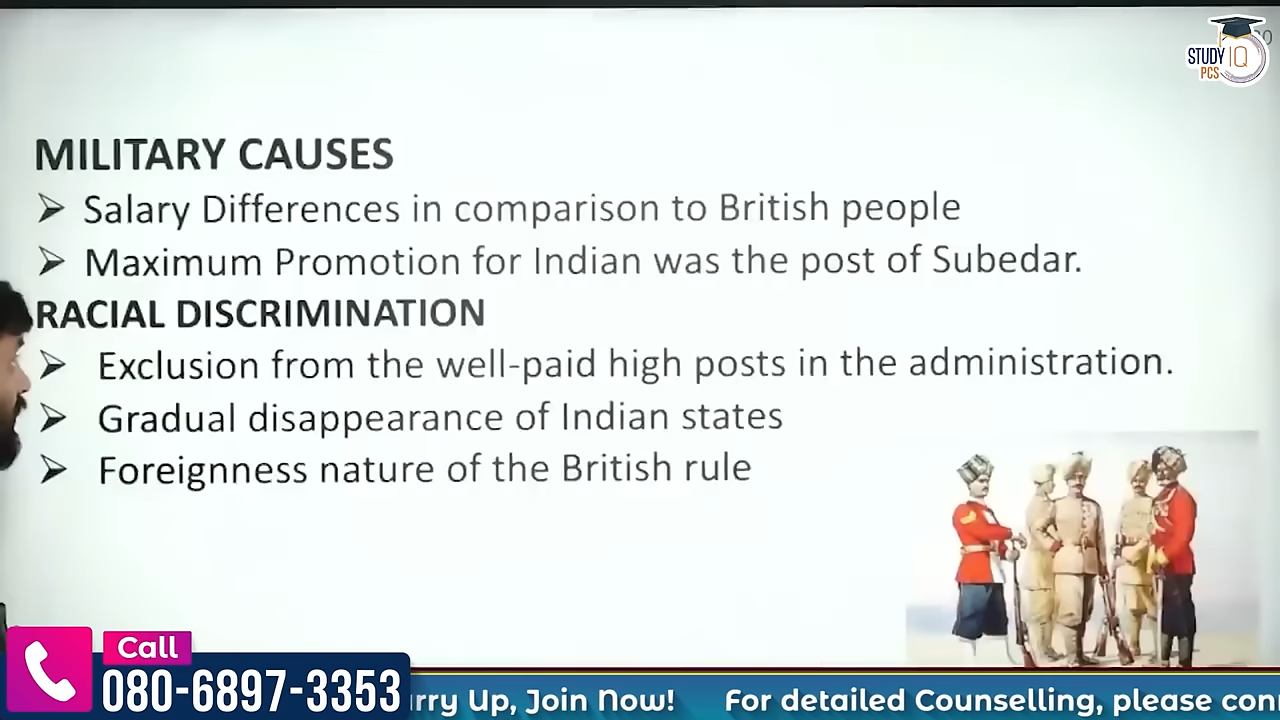 STUDY IQ
PCS
MILITARY CAUSES
➢ Salary Differences in comparison to British people
➢ Maximum Promotion for Indian was the post of Subedar.
RACIAL DISCRIMINATION
➢ Exclusion from the well-paid high posts in the administration.
➢ Gradual disappearance of Indian states
➢ Foreignness nature of the British rule
Call
080-6897-3353
rry Up, Join Now! For detailed Counselling, please con